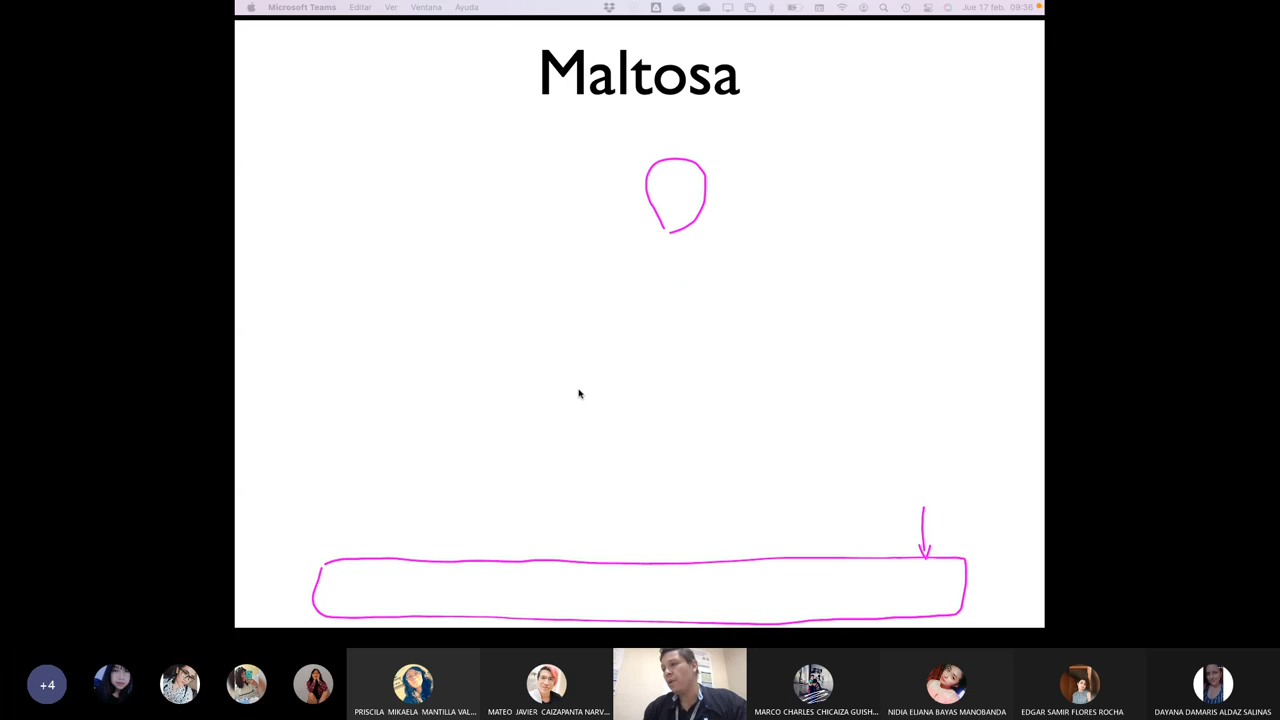 Microsoft Teams Editar Ver Ventana Ayuda Jue 17 feb. 09:36
Maltosa
+4
PRISCILA MIKAELA MANTILLA VAL...
MATEO JAVIER CAIZAPANTA NARV...
MARCO CHARLES CHICAIZA GUISH...
NIDIA ELIANA BAYAS MANOBANDA
EDGAR SAMIR FLORES ROCHA
DAYANA DAMARIS ALDAZ SALINAS